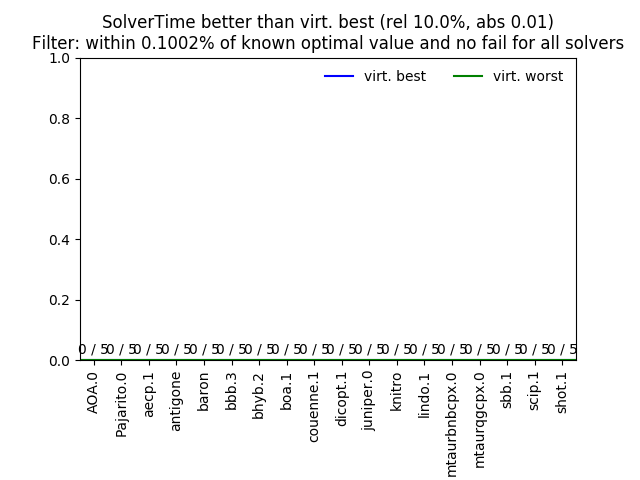 SolverTime better than virt. best (rel 10.0%, abs 0.01)
Filter: within 0.1002% of known optimal value and no fail for all solvers
1.0
virt. best virt. worst
0.8
0.6
0.4
0.2
0 / 5 0 / 5 0 / 5 0 / 5 0 / 5 0 / 5 0 / 5 0 / 5 0 / 5 0 / 5 0 / 5 0 / 5 0 / 5 0 / 5 0 / 5 0 / 5 0 / 5 0 / 5
0.0
AOA.0
Pajarito.0
aecp.1
antigone
baron
bbb.3
bhyb.2
boa.1
couenne.1
dicopt.1
juniper.0
knitro
lindo.1
mtaurbnbcpx.0
mtaurqgcpx.0
sbb.1
scip.1
shot.1